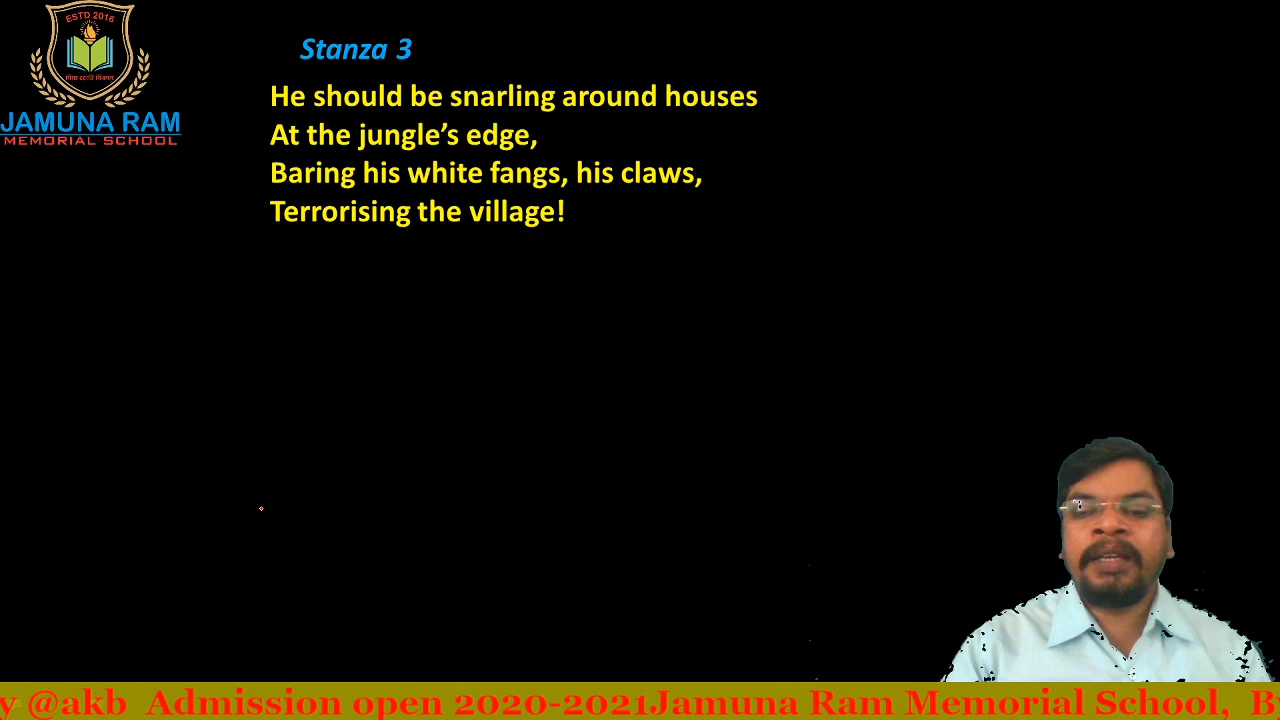 ESTD 2016
JAMUNA RAM
MEMORIAL SCHOOL
Stanza 3
He should be snarling around houses
At the jungle's edge,
Baring his white fangs, his claws,
Terrorising the village!
y @akb Admission open 2020-2021Jamuna Ram Memorial School, B